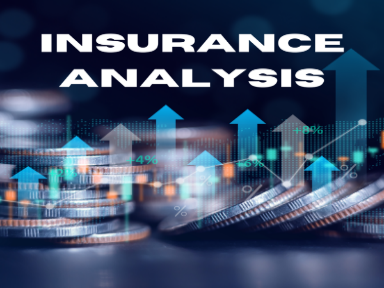 INSURANCE
ANALYSIS
+8%
+4%
%
%
%